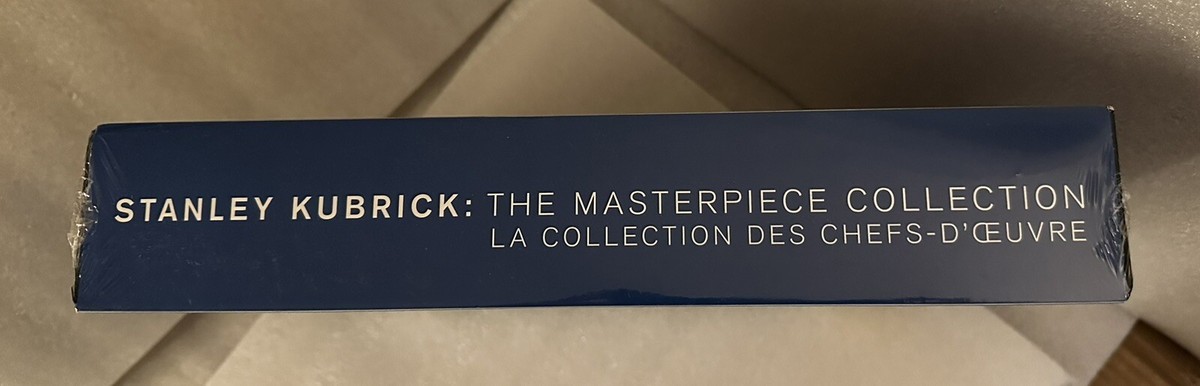 STANLEY KUBRICK: THE MASTERPIECE COLLECTION
LA COLLECTION DES CHEFS-D'ŒUVRE